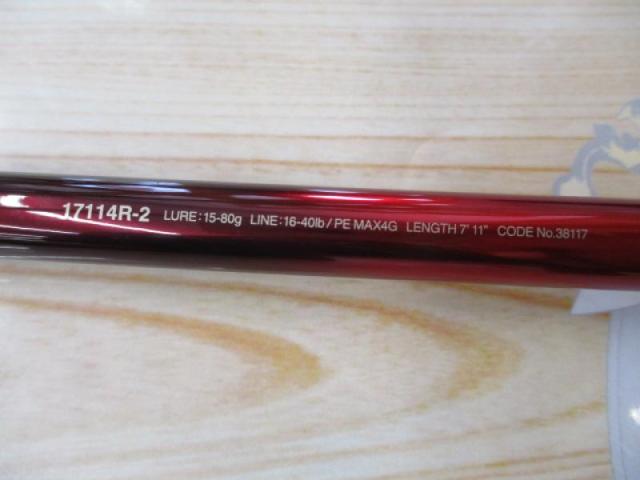 17114R-2 LURE:15-80g LINE:16-40lb/PE MAX4G LENGTH 7' 11" CODE No.38117